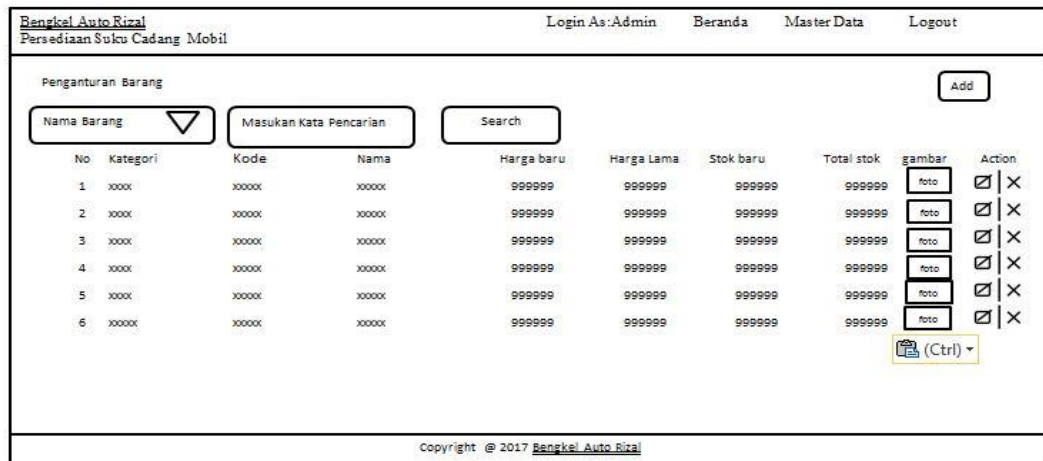 Bengkel Auto Rizal Login As:Admin Beranda Master Data Logout
Persediaan Suku Cadang Mobil
Penganturan Barang Add
Nama Barang Masukan Kata Pencarian Search
No Kategori Kode Nama Harga baru Harga Lama Stok baru Total stok gambar Action
1 xxxx xxxxx xxxxx 999999 999999 999999 999999 foto
2 xxxx xxxxx xxxxx 999999 999999 999999 999999 foto
3 xxxx xxxxx xxxxx 999999 999999 999999 999999 foto
4 xxxx xxxxx xxxxx 999999 999999 999999 999999 foto
5 xxxx xxxxx xxxxx 999999 999999 999999 999999 foto
6 xxxxx xxxxx xxxxx 999999 999999 999999 999999 foto
(Ctrl)
Copyright @ 2017 Bengkel Auto Rizal